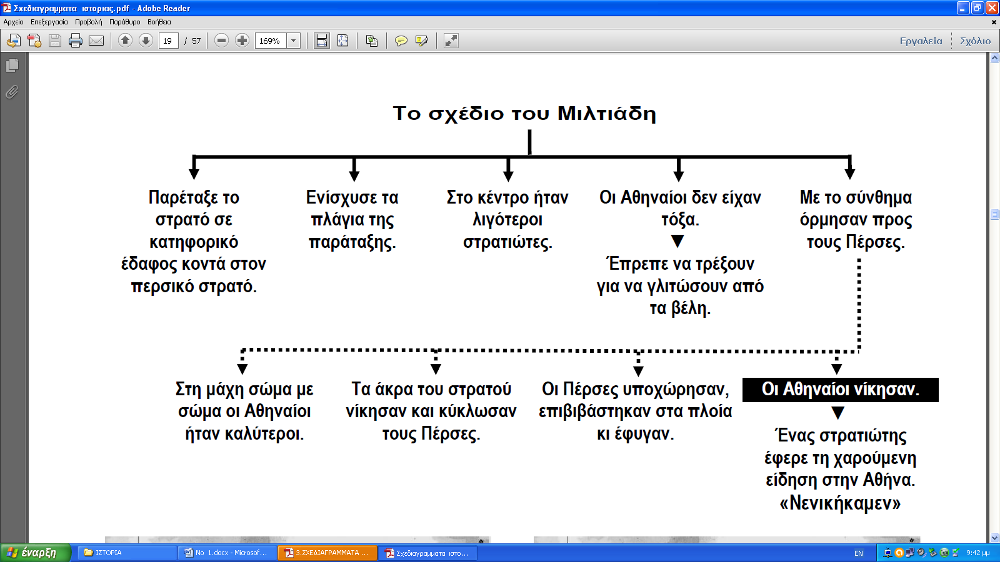 Σχεδιαγραμματα ιστοριας.pdf - Adobe Reader
Αρχείο Επεξεργασία Προβολή Παράθυρο Βοήθεια
19 / 57 169% Εργαλεία Σχόλιο
Το σχέδιο του Μιλτιάδη
Παρέταξε το
στρατό σε
κατηφορικό
έδαφος κοντά στον
περσικό στρατό.
Ενίσχυσε τα
πλάγια της
παράταξης.
Στο κέντρο ήταν
λιγότεροι
στρατιώτες.
Οι Αθηναίοι δεν είχαν
τόξα.
Έπρεπε να τρέξουν
για να γλιτώσουν από
τα βέλη.
Με το σύνθημα
όρμησαν προς
τους Πέρσες.
Στη μάχη σώμα με
σώμα οι Αθηναίοι
ήταν καλύτεροι.
Τα άκρα του στρατού
νίκησαν και κύκλωσαν
τους Πέρσες.
Οι Πέρσες υποχώρησαν,
επιβιβάστηκαν στα πλοία
κι έφυγαν.
Οι Αθηναίοι νίκησαν.
Ένας στρατιώτης
έφερε τη χαρούμενη
είδηση στην Αθήνα.
«Νενικήκαμεν»
έναρξη ΙΣΤΟΡΙΑ No 1.docx - Microsof... 3.ΣΧΕΔΙΑΓΡΑΜΜΑΤΑ ... Σχεδιαγραμματα ιστο... EN 9:42 μμ